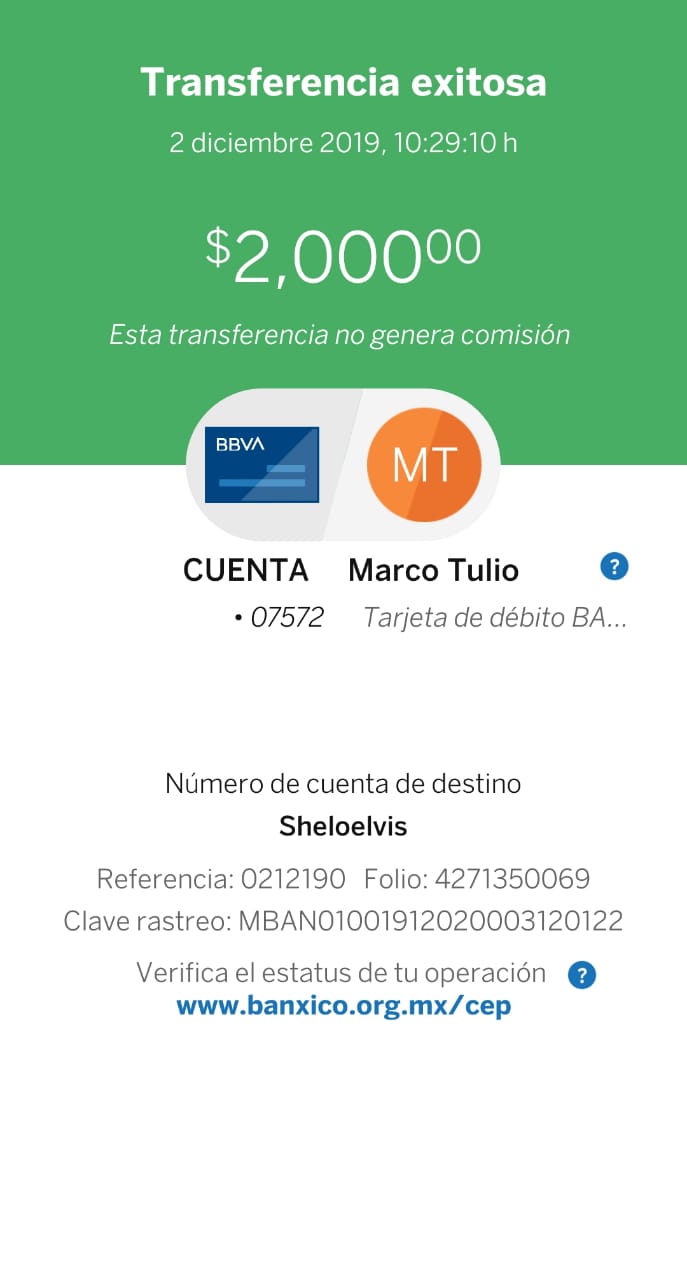 Transferencia exitosa
2 diciembre 2019, 10:29:10 h
$2,00000
Esta transferencia no genera comisión
BBVA
MT
CUENTA Marco Tulio ?
• 07572 Tarjeta de débito BA...
Número de cuenta de destino
Sheloelvis
Referencia: 0212190 Folio: 4271350069
Clave rastreo: MBAN01001912020003120122
Verifica el estatus de tu operación ?
www.banxico.org.mx/cep